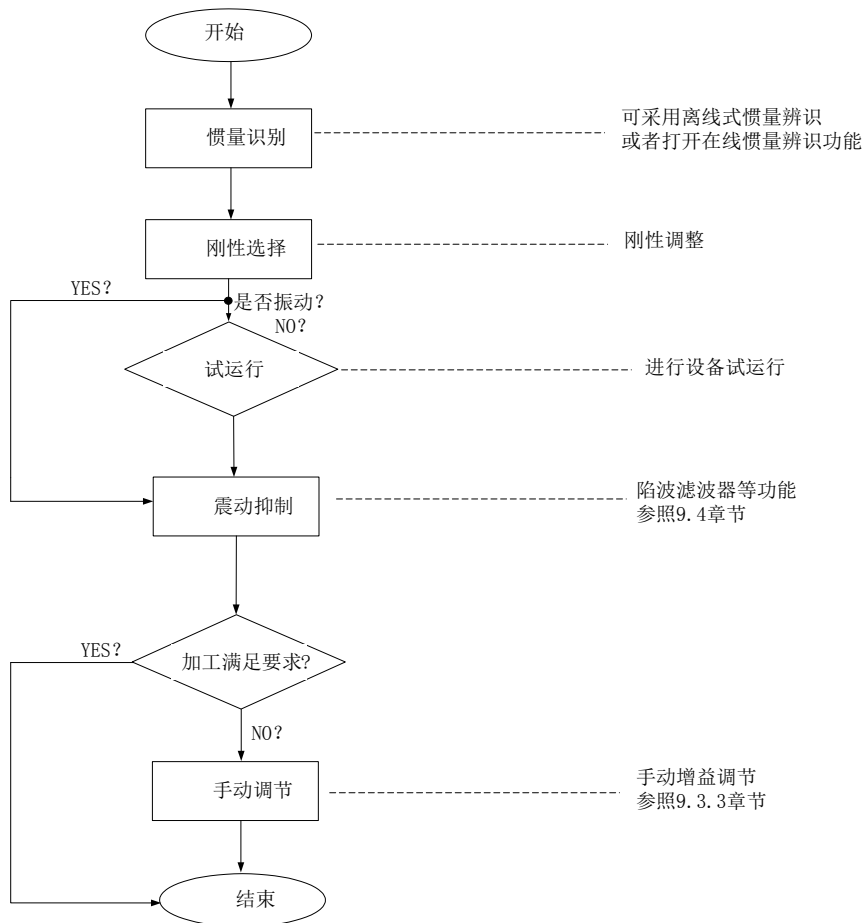 开始
惯量识别
可采用离线式惯量辨识
或者打开在线惯量辨识功能
刚性选择
刚性调整
YES?
是否振动?
NO?
试运行
进行设备试运行
震动抑制
陷波滤波器等功能
参照9.4章节
YES?
加工满足要求?
NO?
手动调节
手动增益调节
参照9.3.3章节
结束